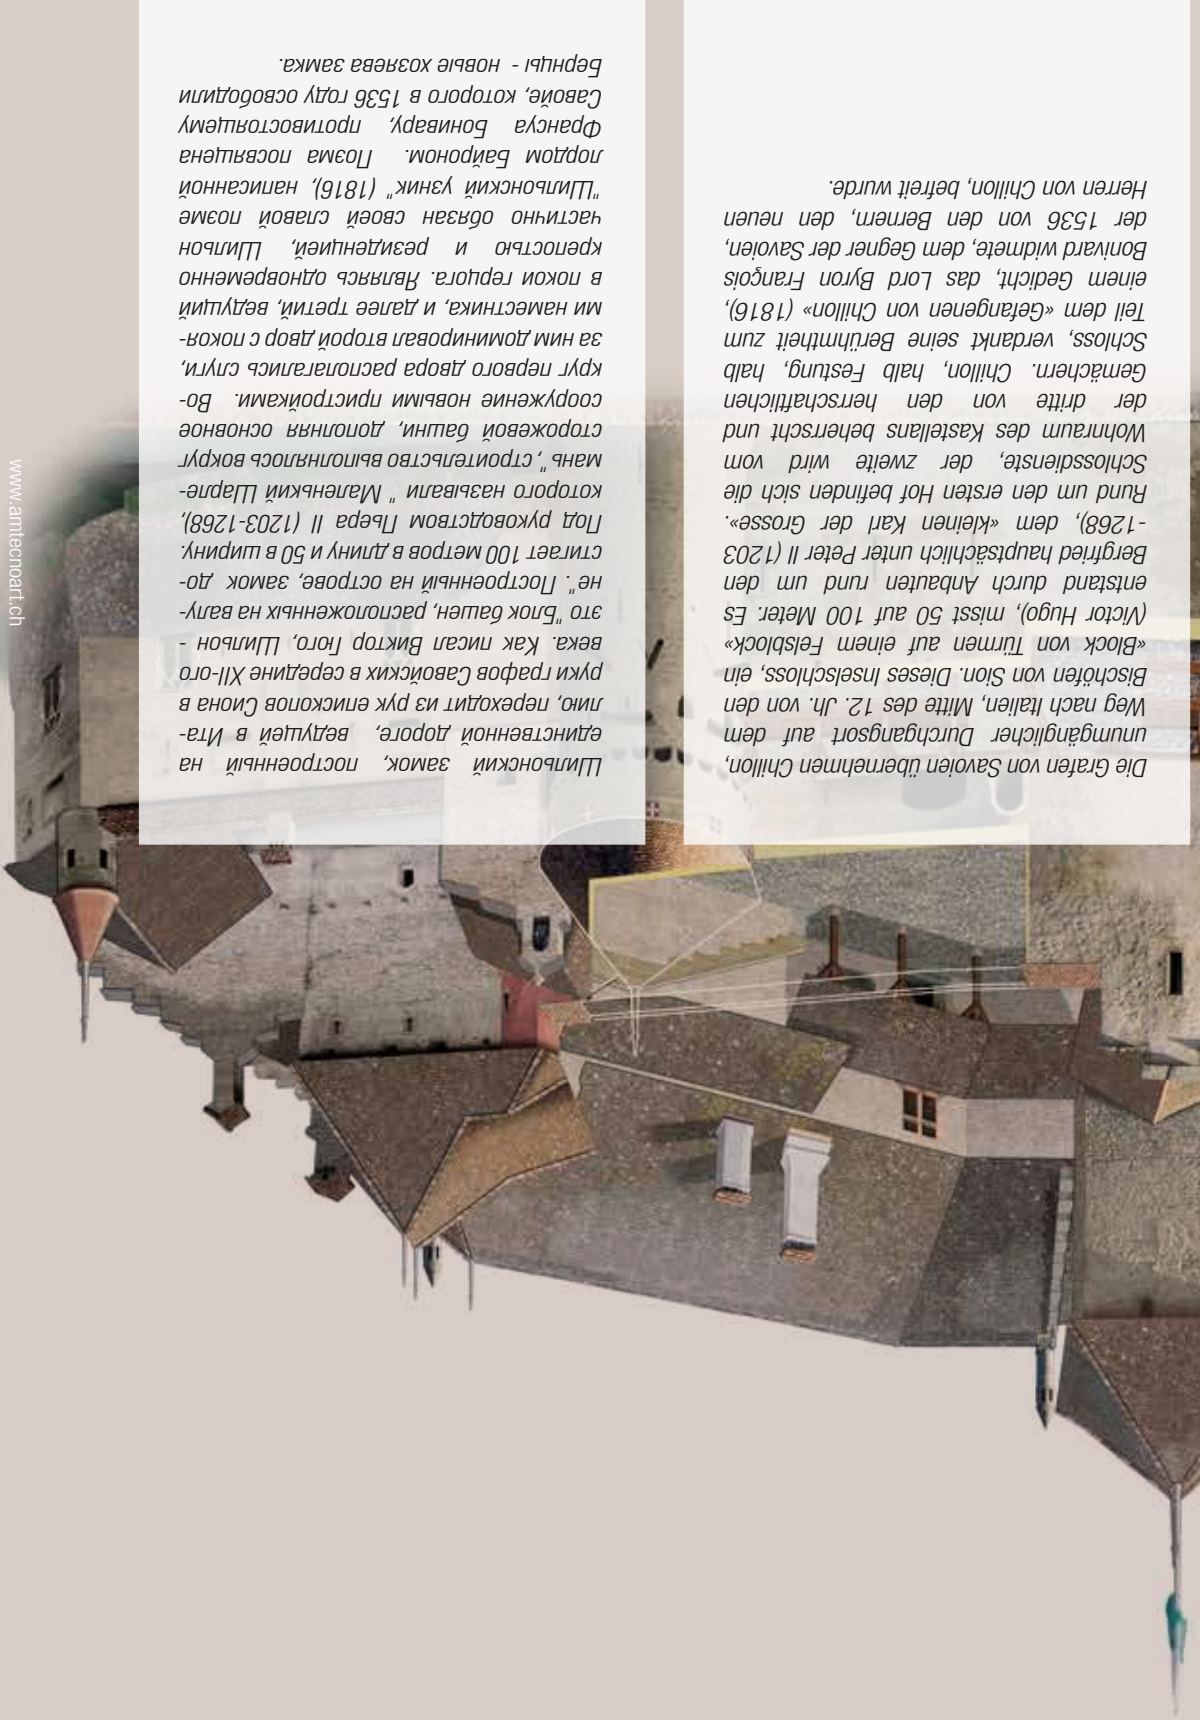 Die Grafen von Savoien übernehmen Chillon,
unumgänglicher Durchgangsort auf dem
Weg nach Italien, Mitte des 12. Jh. von den
Bischöfen von Sion. Dieses Inselschloss, ein
«Block von Türmen auf einem Felsblock»
(Victor Hugo), misst 50 auf 100 Meter. Es
entstand durch Anbauten rund um den
Bergfried hauptsächlich unter Peter II (1203
-1268), dem «kleinen Karl der Grosse».
Rund um den ersten Hof befinden sich die
Schlossdienste, der zweite wird vom
Wohnraum des Kastellans beherrscht und
der dritte von den herrschaftlichen
Gemächern. Chillon, halb Festung, halb
Schloss, verdankt seine Berühmtheit zum
Teil dem «Gefangenen von Chillon» (1816),
einem Gedicht, das Lord Byron François
Bonivard widmete, dem Gegner der Savoien,
der 1536 von den Bernern, den neuen
Herren von Chillon, befreit wurde.
Шильонский замок, построенный на
единственной дороге, ведущей в Ита-
лию, переходит из рук епископов Сиона в
руки графов Савойских в середине XII-ого
века. Как писал Виктор Гюго, Шильон -
это "Блок башен, расположенных на валу-
не". Построенный на острове, замок до-
стигает 100 метров в длину и 50 в ширину.
Под руководством Пьера II (1203-1268),
которого называли " Маленький Шарле-
мань ", строительство выполнялось вокруг
сторожевой башни, дополняя основное
сооружение новыми пристройками. Во-
круг первого двора располагались слуги,
за ним доминировал второй двор с покоя-
ми наместника, и далее третий, ведущий
в покои герцога. Являясь одновременно
крепостью и резиденцией, Шильон
частично обязан своей славой поэме
"Шильонский узник" (1816), написанной
лордом Байроном. Поэма посвящена
Франсуа Бонивару, противостоящему
Савойе, которого в 1536 году освободили
Бернцы - новые хозяева замка.
www.amtecnoart.ch